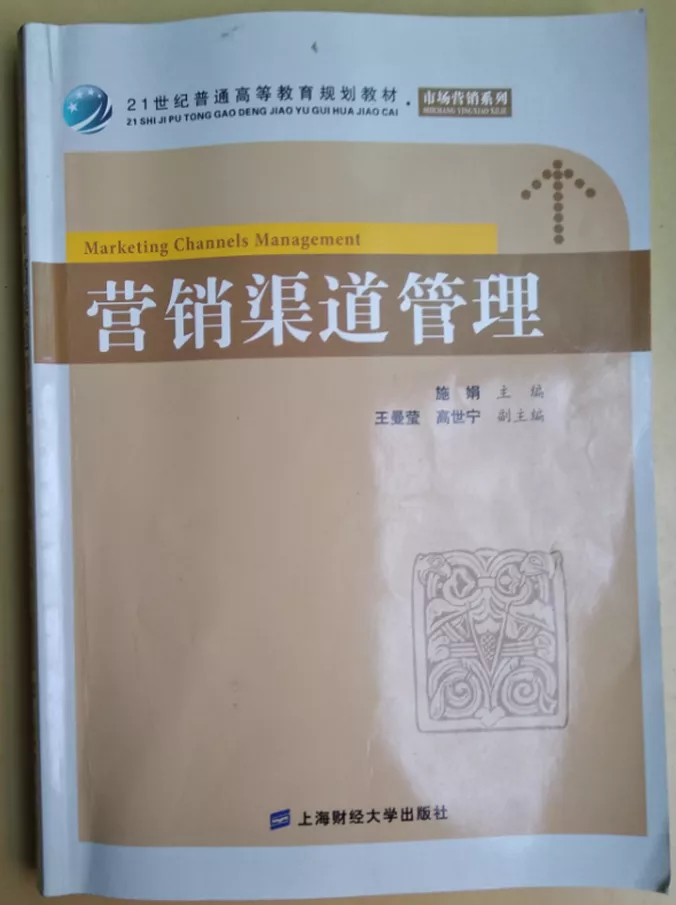 21世纪普通高等教育规划教材·市场营销系列
21 SHI JI PU TONG GAO DENG JIAO YU GUI HUA JIAO CAI SHICHANG YINGXIAO XILIE
Marketing Channels Management
营销渠道管理
施 娟 主 编
王曼莹 高世宁 副主编
上海财经大学出版社